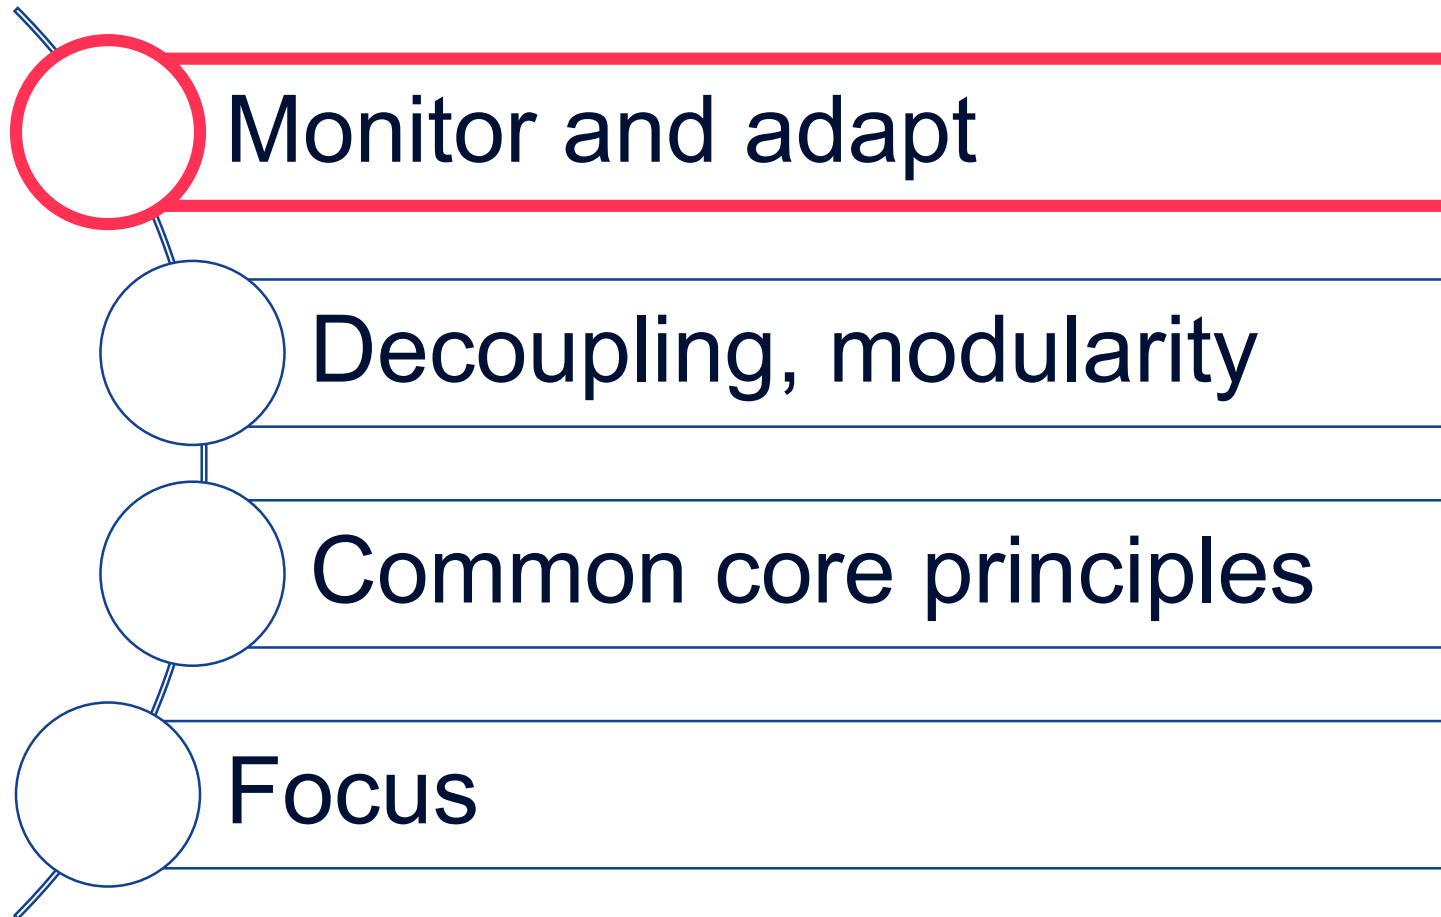 Monitor and adapt
Decoupling, modularity
Common core principles
Focus